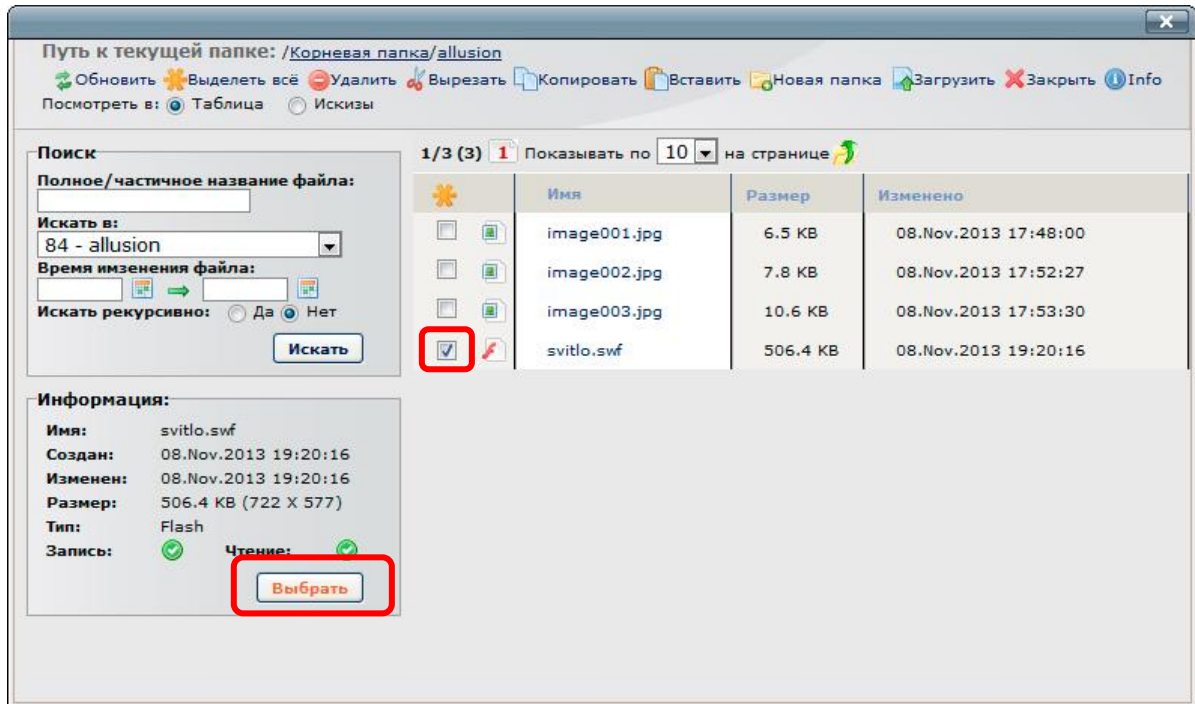 Путь к текущей папке: /Корневая папка/allusion
Обновить Выделеть всё Удалить Вырезать Копировать Вставить Новая папка Загрузить Закрыть Info
Посмотреть в: Таблица Искизы
Поиск
Полное/частичное название файла:
Искать в:
84 - allusion
Время имзенения файла:
Искать рекурсивно: Да Нет
Искать
1/3 (3) 1 Показывать по 10 на странице
Имя Размер Изменено
image001.jpg 6.5 KB 08.Nov.2013 17:48:00
image002.jpg 7.8 KB 08.Nov.2013 17:52:27
image003.jpg 10.6 KB 08.Nov.2013 17:53:30
svitlo.swf 506.4 KB 08.Nov.2013 19:20:16
Информация:
Имя: svitlo.swf
Создан: 08.Nov.2013 19:20:16
Изменен: 08.Nov.2013 19:20:16
Размер: 506.4 KB (722 X 577)
Тип: Flash
Запись: Чтение:
Выбрать